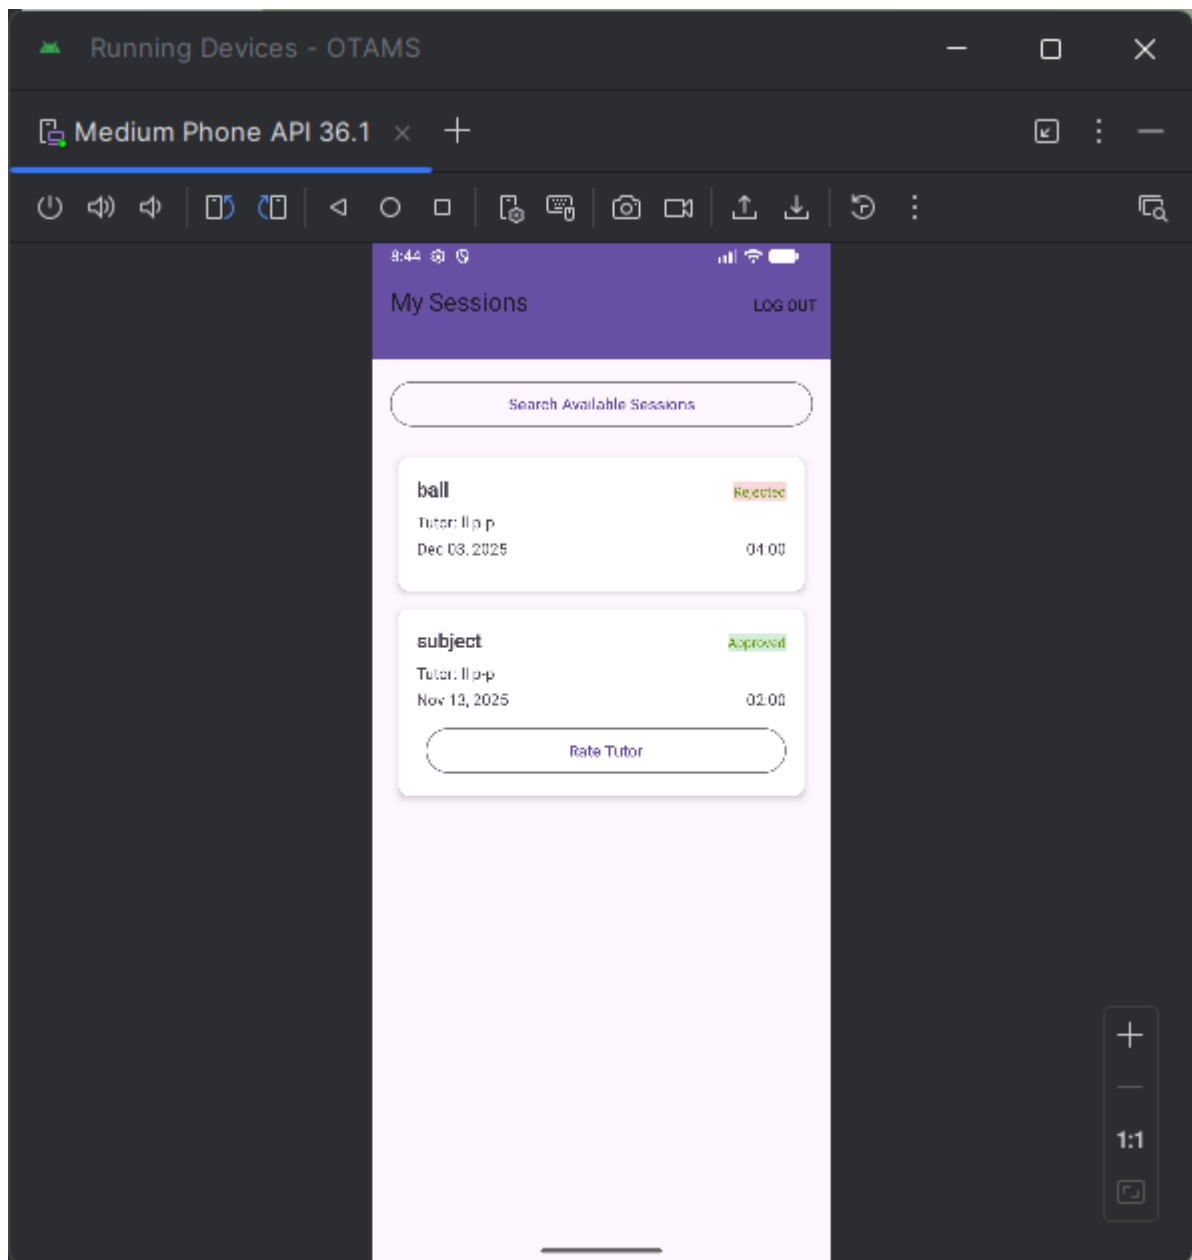 Running Devices - OTAMS
Medium Phone API 36.1
8:44
My Sessions
LOG OUT
Search Available Sessions
ball
Rejected
Tutor: ll p-p
Dec 03, 2025
04:00
subject
Approved
Tutor: ll p-p
Nov 13, 2025
02:00
Rate Tutor
1:1